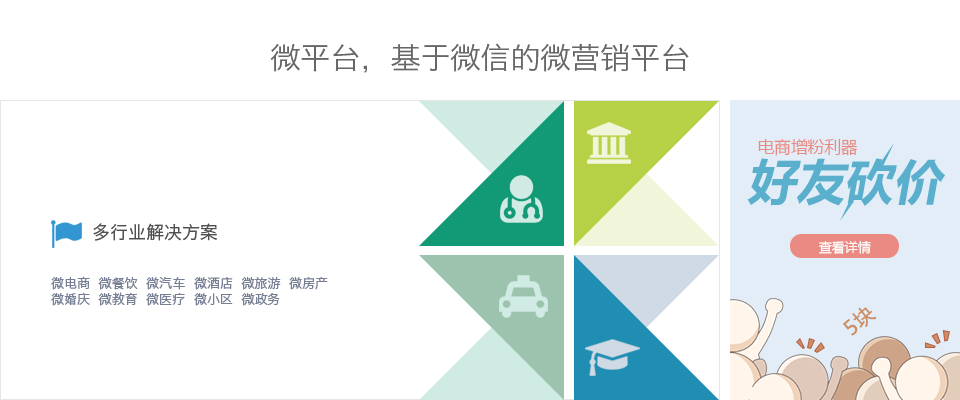 微平台，基于微信的微营销平台
多行业解决方案
微电商 微餐饮 微汽车 微酒店 微旅游 微房产
微婚庆 微教育 微医疗 微小区 微政务
电商增粉利器
好友砍价
查看详情
5块